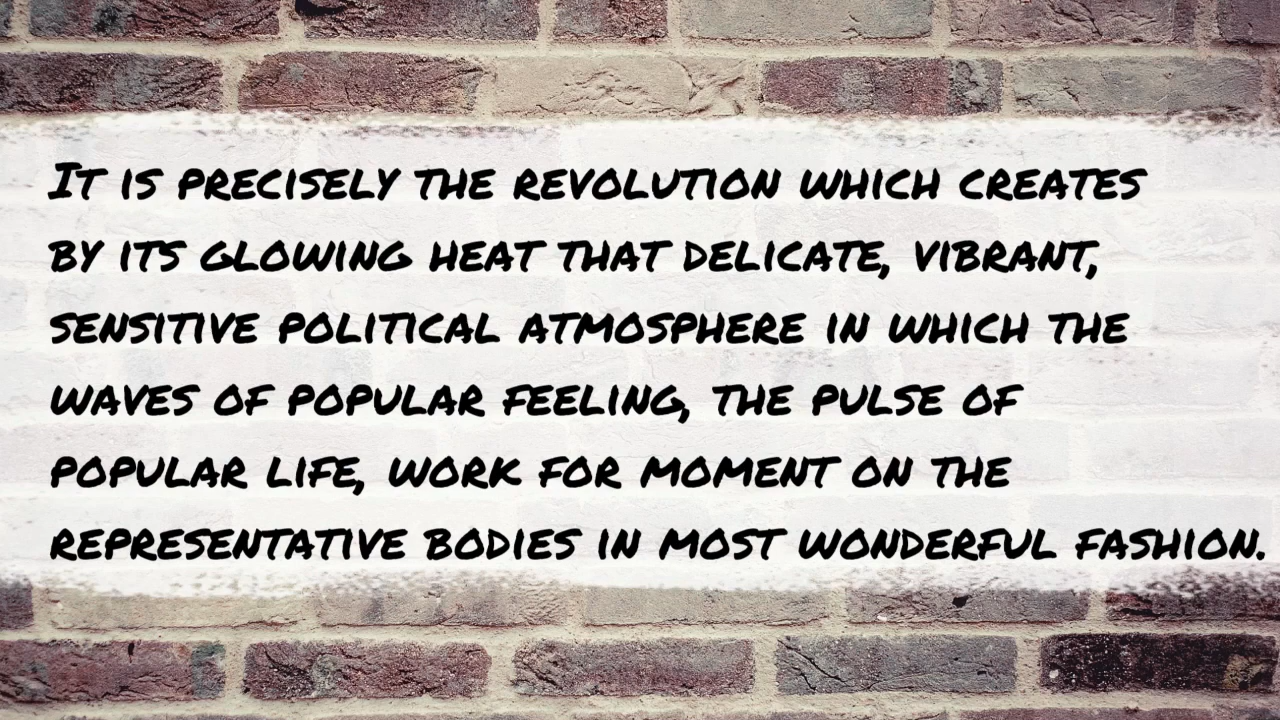 It is precisely the revolution which creates
by its glowing heat that delicate, vibrant,
sensitive political atmosphere in which the
waves of popular feeling, the pulse of
popular life, work for moment on the
representative bodies in most wonderful fashion.